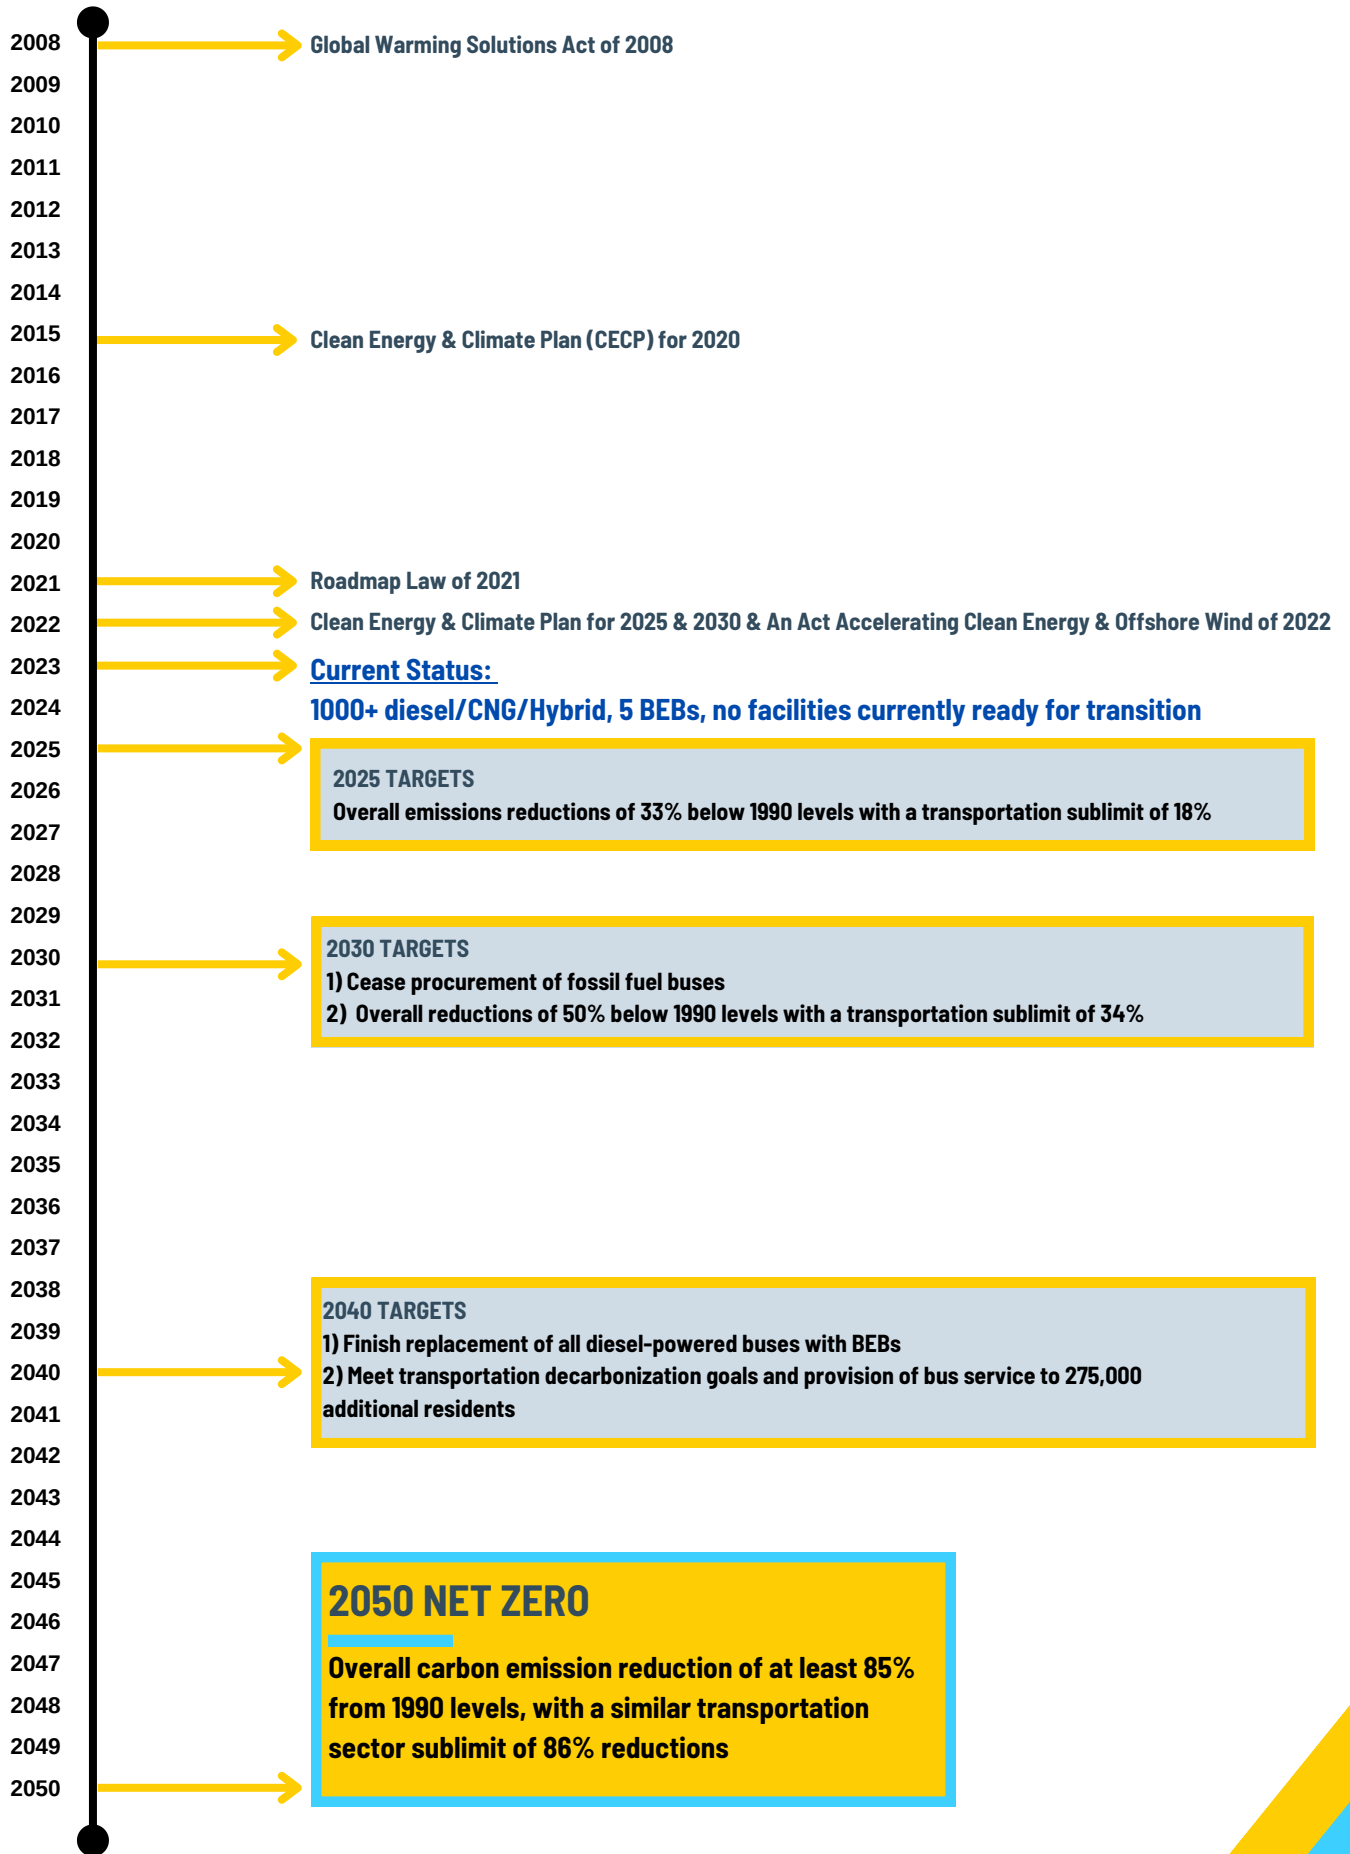 2008
Global Warming Solutions Act of 2008
2009
2010
2011
2012
2013
2014
2015
Clean Energy & Climate Plan (CECP) for 2020
2016
2017
2018
2019
2020
2021
Roadmap Law of 2021
2022
Clean Energy & Climate Plan for 2025 & 2030 & An Act Accelerating Clean Energy & Offshore Wind of 2022
2023
Current Status:
2024
1000+ diesel/CNG/Hybrid, 5 BEBs, no facilities currently ready for transition
2025
2025 TARGETS
2026
Overall emissions reductions of 33% below 1990 levels with a transportation sublimit of 18%
2027
2028
2029
2030 TARGETS
2030
1) Cease procurement of fossil fuel buses
2031
2) Overall reductions of 50% below 1990 levels with a transportation sublimit of 34%
2032
2033
2034
2035
2036
2037
2038
2040 TARGETS
2039
1) Finish replacement of all diesel-powered buses with BEBs
2040
2) Meet transportation decarbonization goals and provision of bus service to 275,000
2041
additional residents
2042
2043
2044
2045
2050 NET ZERO
2046
2047
Overall carbon emission reduction of at least 85%
2048
from 1990 levels, with a similar transportation
2049
sector sublimit of 86% reductions
2050